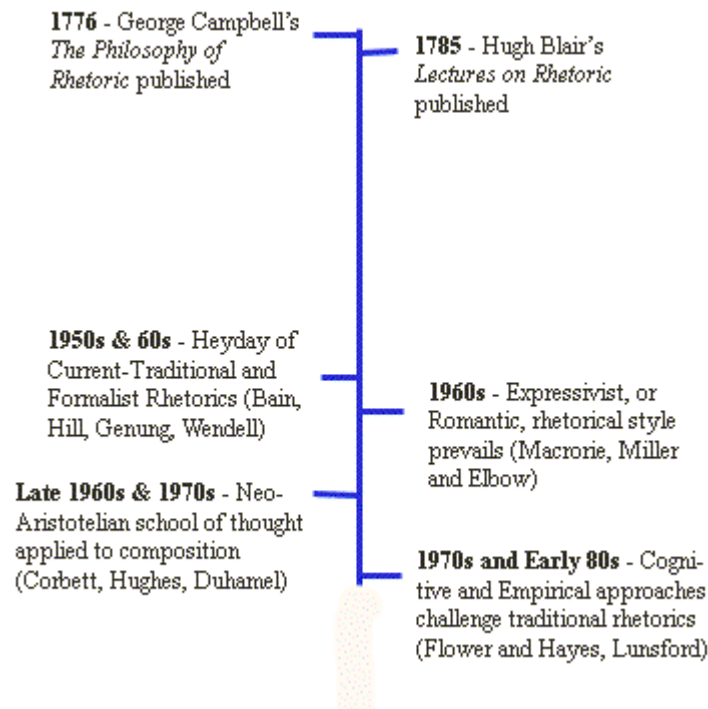 1776 - George Campbell's
The Philosophy of
Rhetoric published
1785 - Hugh Blair's
Lectures on Rhetoric
published
1950s & 60s - Heyday of
Current-Traditional and
Formalist Rhetorics (Bain,
Hill, Genung, Wendell)
1960s - Expressivist, or
Romantic, rhetorical style
prevails (Macrorie, Miller
and Elbow)
Late 1960s & 1970s - Neo-
Aristotelian school of thought
applied to composition
(Corbett, Hughes, Duhamel)
1970s and Early 80s - Cogni-
tive and Empirical approaches
challenge traditional rhetorics
(Flower and Hayes, Lunsford)